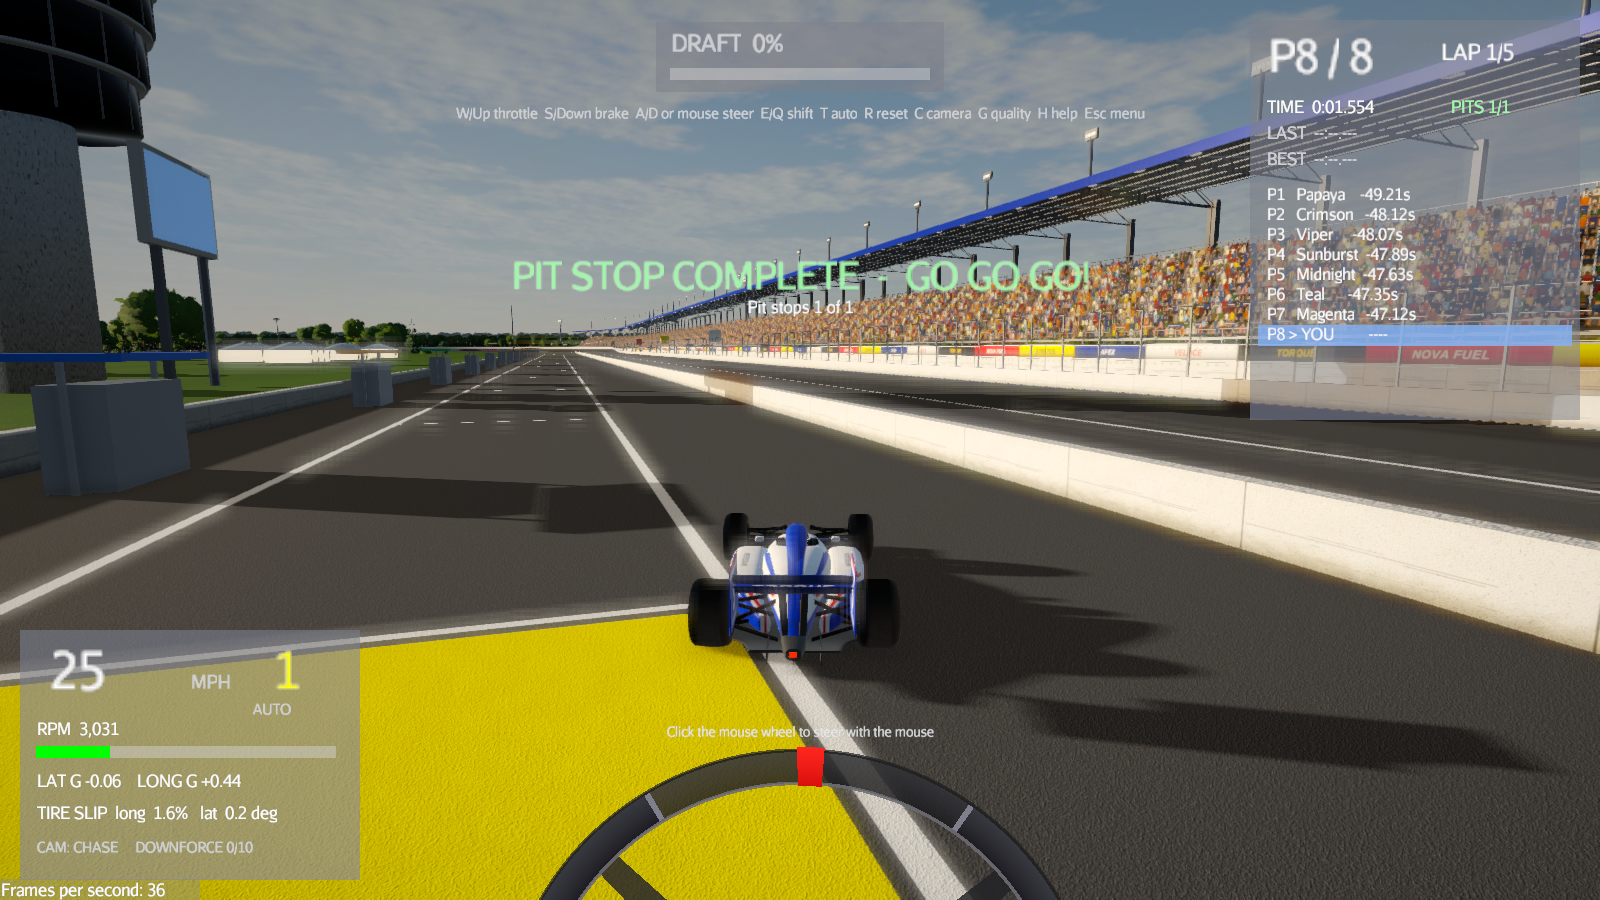 DRAFT 0%
W/Up throttle S/Down brake A/D or mouse steer E/Q shift T auto R reset C camera G quality H help Esc menu
P8 / 8 LAP 1/5
TIME 0:01.554 PITS 1/1
LAST --:--.---
BEST --:--.---
P1 Papaya -49.21s
P2 Crimson -48.12s
P3 Viper -48.07s
P4 Sunburst -47.89s
P5 Midnight -47.63s
P6 Teal -47.35s
P7 Magenta -47.12s
P8 > YOU ----
PIT STOP COMPLETE - GO GO GO!
Pit stops 1 of 1
TORQUE NOVA FUEL
25 MPH 1
AUTO
RPM 3,031
LAT G -0.06 LONG G +0.44
TIRE SLIP long 1.6% lat 0.2 deg
CAM: CHASE DOWNFORCE 0/10
Click the mouse wheel to steer with the mouse
Frames per second: 36